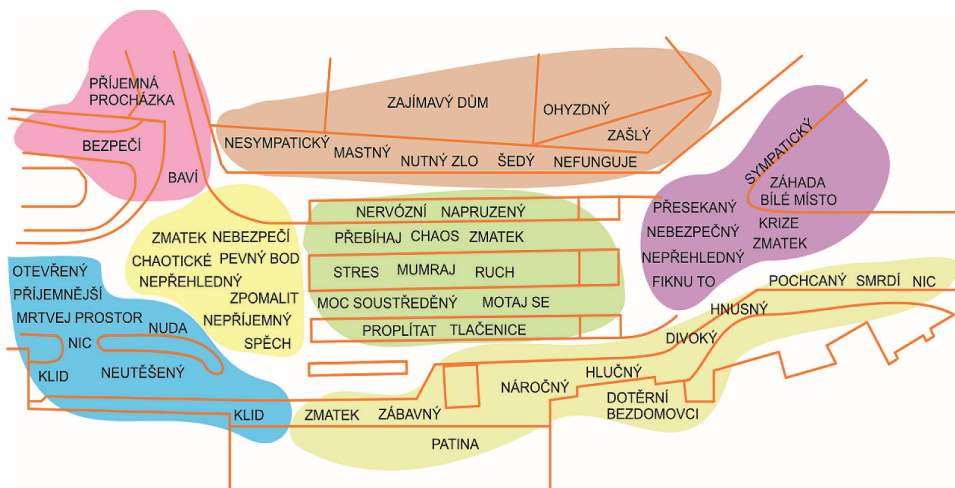 PŘÍJEMNÁ
PROCHÁZKA
BEZPEČÍ
BAVÍ
ZAJÍMAVÝ DŮM
OHYZDNÝ
ZAŠLÝ
NESYMPATICKÝ
MASTNÝ
NUTNÝ ZLO
ŠEDÝ
NEFUNGUJE
SYMPATICKÝ
ZÁHADA
BÍLÉ MÍSTO
PŘESEKANÝ
KRIZE
NEBEZPEČNÝ
ZMATEK
NEPŘEHLEDNÝ
FIKNU TO
NERVÓZNÍ NAPRUZENÝ
PŘEBÍHAJ CHAOS ZMATEK
STRES MUMRAJ RUCH
MOC SOUSTŘEDĚNÝ MOTAJ SE
PROPLÍTAT TLAČENICE
ZMATEK NEBEZPEČÍ
CHAOTICKÉ PEVNÝ BOD
NEPŘEHLEDNÝ
ZPOMALIT
NEPŘÍJEMNÝ
SPĚCH
OTEVŘENÝ
PŘÍJEMNĚJŠÍ
MRTVEJ PROSTOR
NUDA
NIC
KLID
NEUTĚŠENÝ
KLID
POCHCANÝ SMRDÍ NIC
HNUSNÝ
DIVOKÝ
HLUČNÝ
NÁROČNÝ
DOTĚRNÍ
BEZDOMOVCI
ZMATEK
ZÁBAVNÝ
PATINA